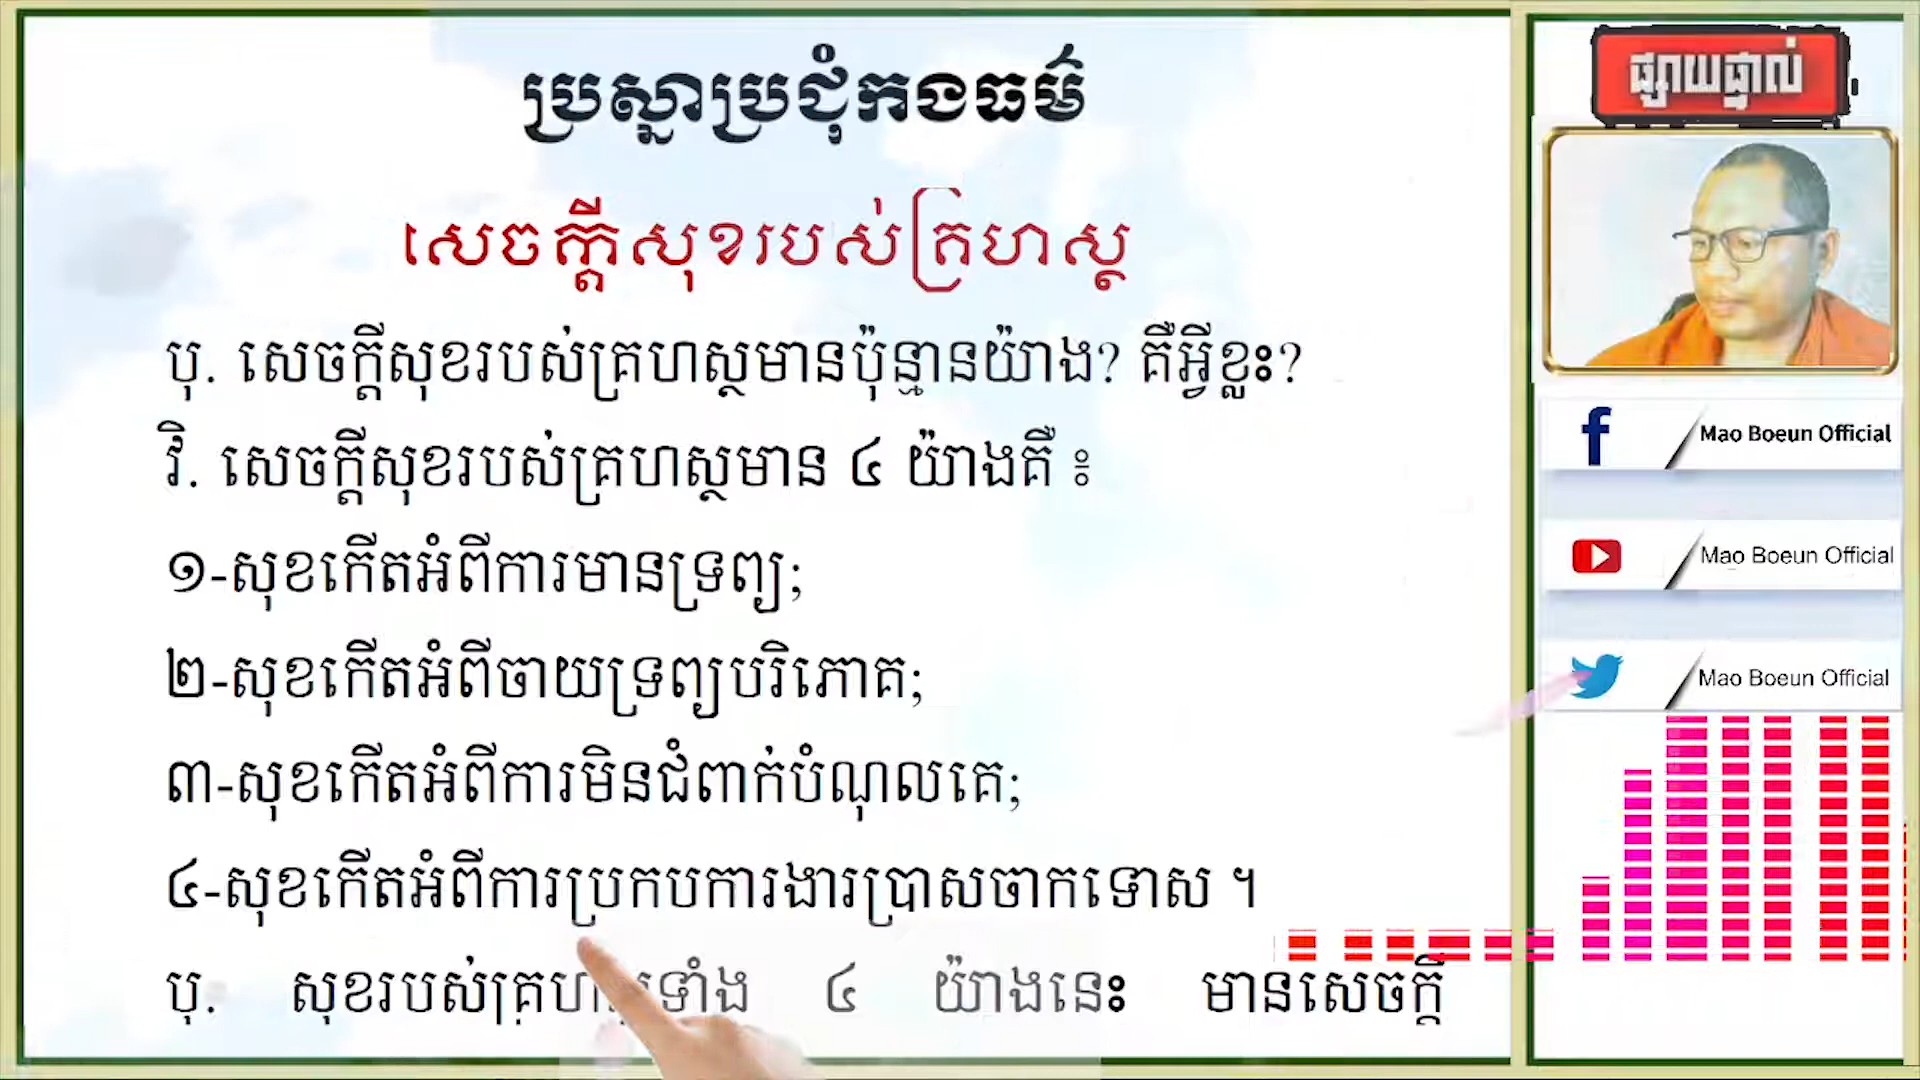 ប្រស្នាប្រជុំកងធម៌
សេចក្តីសុខរបស់គ្រហស្ថ
បុ. សេចក្តីសុខរបស់គ្រហស្ថមានប៉ុន្មានយ៉ាង? គឺអ្វីខ្លះ?
វិ. សេចក្តីសុខរបស់គ្រហស្ថមាន ៤ យ៉ាងគឺ ៖
១-សុខកើតអំពីការមានទ្រព្យ;
២-សុខកើតអំពីចាយទ្រព្យបរិភោគ;
៣-សុខកើតអំពីការមិនជំពាក់បំណុលគេ;
៤-សុខកើតអំពីការប្រកបការងារប្រាសចាកទោស ។
បុ. សុខរបស់ ទាំង ៤ យ៉ាងនេះ មានសេចក្តី
ផ្សាយផ្ទាល់
Mao Boeun Official
Mao Boeun Official
Mao Boeun Official